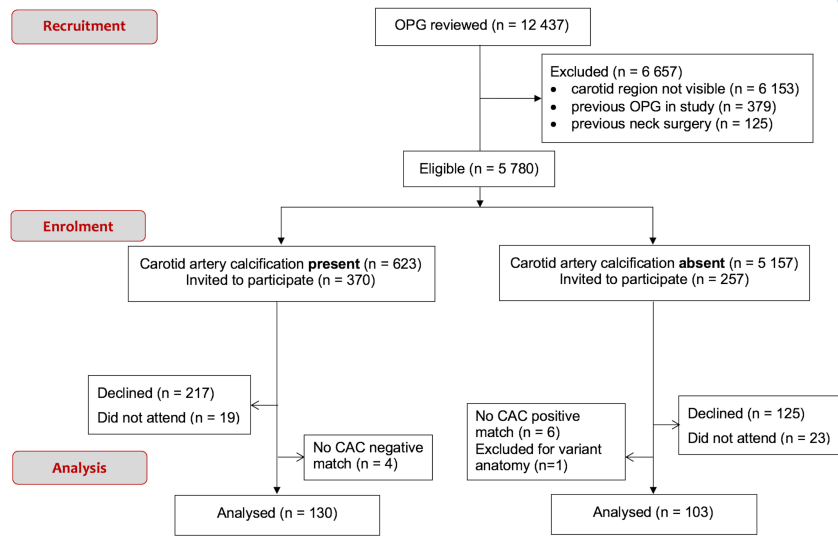 Recruitment
OPG reviewed (n = 12 437)
Excluded (n = 6 657)
• carotid region not visible (n = 6 153)
• previous OPG in study (n = 379)
• previous neck surgery (n = 125)
Eligible (n = 5 780)
Enrolment
Carotid artery calcification present (n = 623)
Invited to participate (n = 370)
Carotid artery calcification absent (n = 5 157)
Invited to participate (n = 257)
Declined (n = 217)
Did not attend (n = 19)
No CAC negative
match (n = 4)
No CAC positive
match (n = 6)
Excluded for variant
anatomy (n=1)
Declined (n = 125)
Did not attend (n = 23)
Analysis
Analysed (n = 130)
Analysed (n = 103)